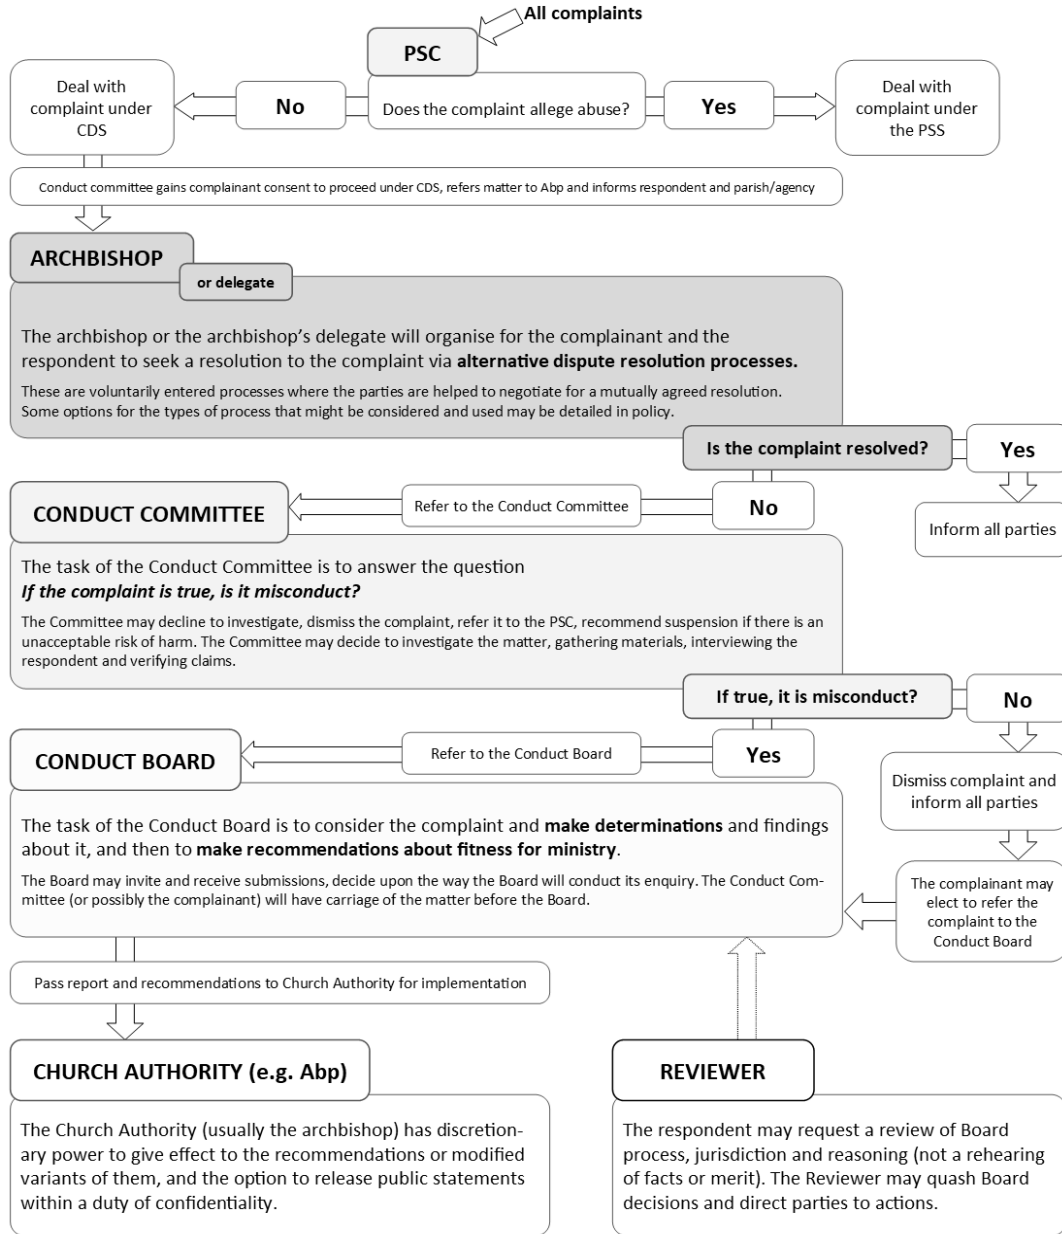 All complaints
PSC
Does the complaint allege abuse?
No
Yes
Deal with
complaint under
CDS
Deal with
complaint under
the PSS
Conduct committee gains complainant consent to proceed under CDS, refers matter to Abp and informs respondent and parish/agency
ARCHBISHOP
or delegate
The archbishop or the archbishop’s delegate will organise for the complainant and the
respondent to seek a resolution to the complaint via alternative dispute resolution processes.
These are voluntarily entered processes where the parties are helped to negotiate for a mutually agreed resolution.
Some options for the types of process that might be considered and used may be detailed in policy.
Is the complaint resolved?
Yes
No
Inform all parties
Refer to the Conduct Committee
CONDUCT COMMITTEE
The task of the Conduct Committee is to answer the question
If the complaint is true, is it misconduct?
The Committee may decline to investigate, dismiss the complaint, refer it to the PSC, recommend suspension if there is an
unacceptable risk of harm. The Committee may decide to investigate the matter, gathering materials, interviewing the
respondent and verifying claims.
If true, it is misconduct?
No
Yes
Refer to the Conduct Board
Dismiss complaint and
inform all parties
The complainant may
elect to refer the
complaint to the
Conduct Board
CONDUCT BOARD
The task of the Conduct Board is to consider the complaint and make determinations and findings
about it, and then to make recommendations about fitness for ministry.
The Board may invite and receive submissions, decide upon the way the Board will conduct its enquiry. The Conduct Com-
mittee (or possibly the complainant) will have carriage of the matter before the Board.
Pass report and recommendations to Church Authority for implementation
CHURCH AUTHORITY (e.g. Abp)
The Church Authority (usually the archbishop) has discretion-
ary power to give effect to the recommendations or modified
variants of them, and the option to release public statements
within a duty of confidentiality.
REVIEWER
The respondent may request a review of Board
process, jurisdiction and reasoning (not a rehearing
of facts or merit). The Reviewer may quash Board
decisions and direct parties to actions.